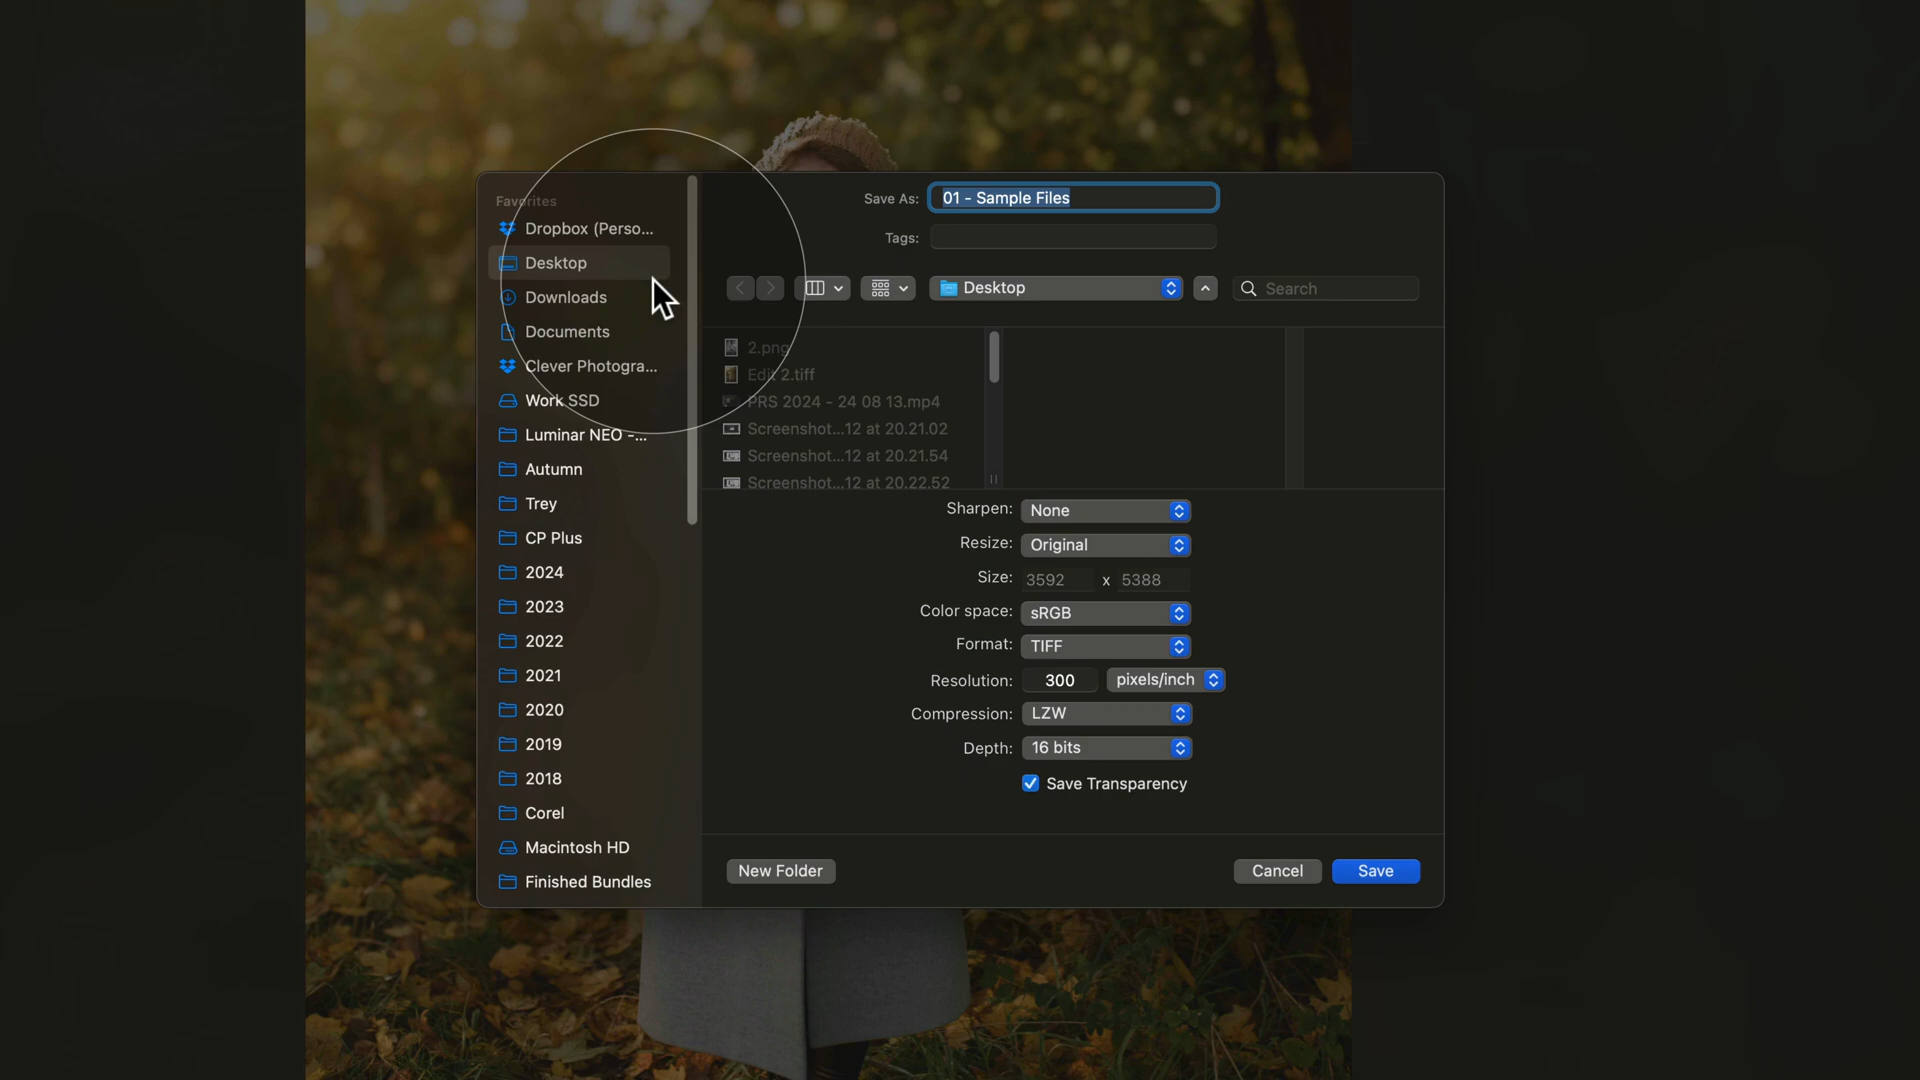 Favorites
Dropbox (Perso...
Desktop
Downloads
Documents
Clever Photogra...
Work SSD
Luminar NEO -...
Autumn
Trey
CP Plus
2024
2023
2022
2021
2020
2019
2018
Corel
Macintosh HD
Finished Bundles
Save As: 01 - Sample Files
Tags:
Desktop
Search
2.png
Edit 2.tiff
PRS 2024 - 24 08 13.mp4
Screenshot...12 at 20.21.02
Screenshot...12 at 20.21.54
Screenshot...12 at 20.22.52
Sharpen: None
Resize: Original
Size: 3592 x 5388
Color space: sRGB
Format: TIFF
Resolution: 300 pixels/inch
Compression: LZW
Depth: 16 bits
Save Transparency
New Folder
Cancel
Save